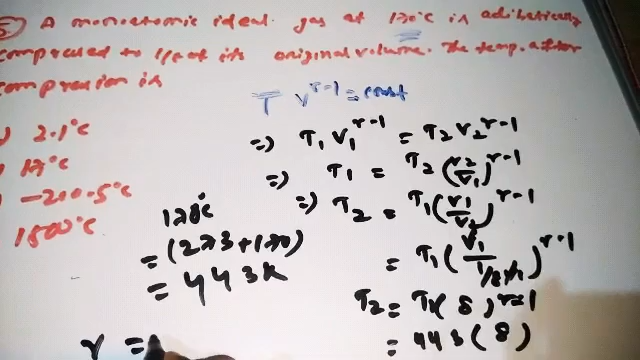 A monoatomic ideal gas at 170°c is adibetically
compressed to 1/8 of its original volume. The temp. after
compression is
2.1°c
17°c
-200.5°c
1500°c
T V^r-1 = const
=) T1 V1^r-1 = T2 V2^r-1
=) T1 = T2 (V2/V1)^r-1
=) T2 = T1 (V1/V2)^r-1
= T1 (V1/1/8 V1)^r-1
T2 = T1 (8)^r-1
= 443 (8)
170°c
= (273+170)
= 443k
r =